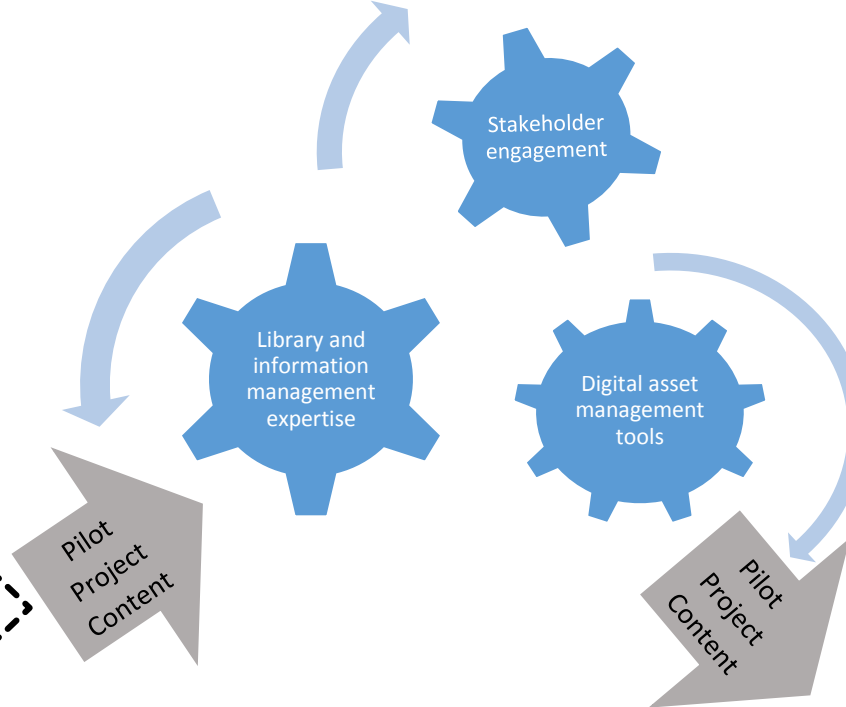 Stakeholder
engagement
Library and
information
management
expertise
Digital asset
management
tools
Pilot
Project
Content
Pilot
Project
Content